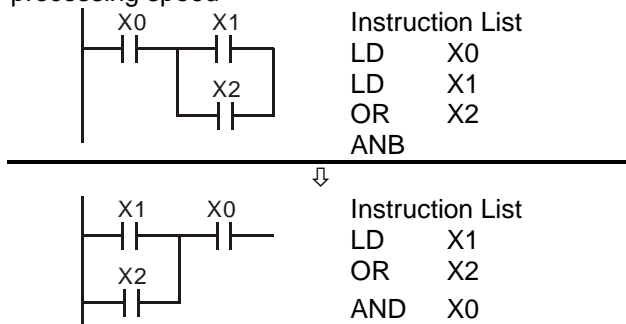 processing speed
X0 X1 Instruction List
LD X0
LD X1
X2
OR X2
ANB
⇩
X1 X0 Instruction List
LD X1
X2
OR X2
AND X0